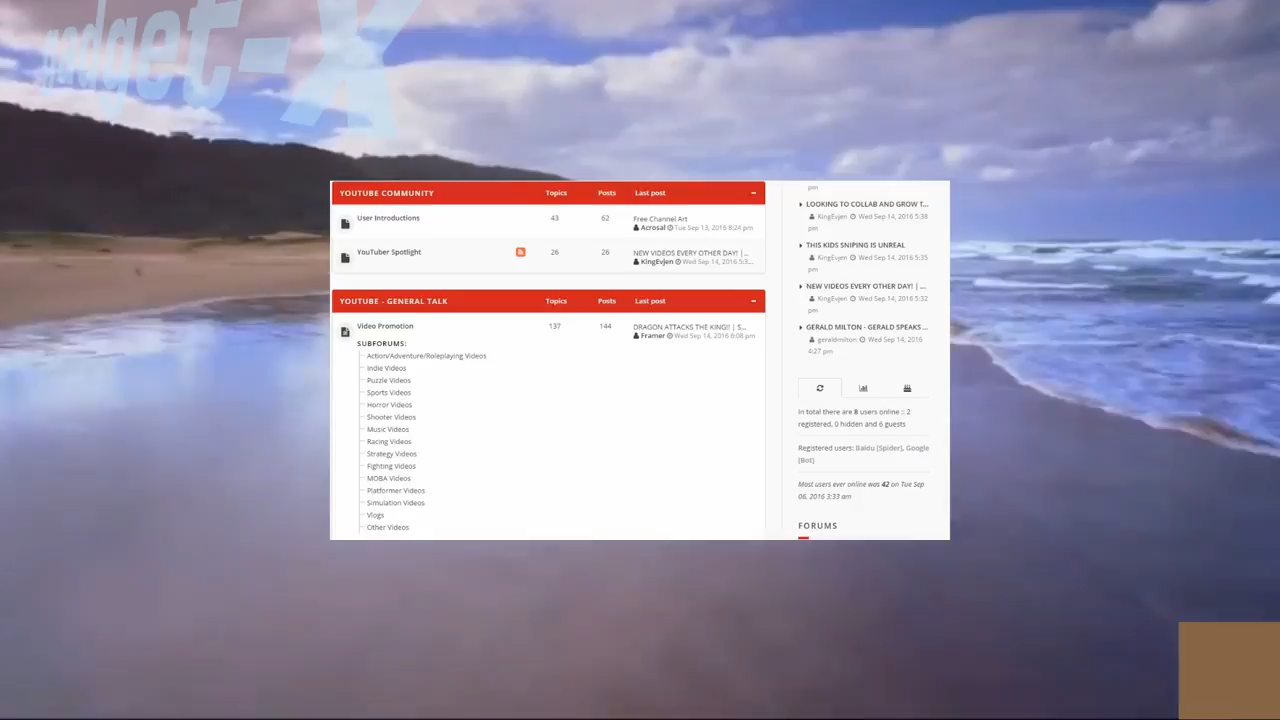 gadget-X
YOUTUBE COMMUNITY Topics Posts Last post
User Introductions 43 62 Free Channel Art
Acrosal Tue Sep 13, 2016 8:24 pm
YouTuber Spotlight 26 26 NEW VIDEOS EVERY OTHER DAY! |...
KingEvjen Wed Sep 14, 2016 5:3...
YOUTUBE - GENERAL TALK Topics Posts Last post
Video Promotion 137 144 DRAGON ATTACKS THE KING!! | S...
Framer Wed Sep 14, 2016 6:08 pm
SUBFORUMS:
Action/Adventure/Roleplaying Videos
Indie Videos
Puzzle Videos
Sports Videos
Horror Videos
Shooter Videos
Music Videos
Racing Videos
Strategy Videos
Fighting Videos
MOBA Videos
Platformer Videos
Simulation Videos
Vlogs
Other Videos
pm
LOOKING TO COLLAB AND GROW T...
KingEvjen Wed Sep 14, 2016 5:38
pm
THIS KIDS SNIPING IS UNREAL
KingEvjen Wed Sep 14, 2016 5:35
pm
NEW VIDEOS EVERY OTHER DAY! | ...
KingEvjen Wed Sep 14, 2016 5:32
pm
GERALD MILTON - GERALD SPEAKS ...
geraldmilton Wed Sep 14, 2016
4:27 pm
In total there are 8 users online :: 2
registered, 0 hidden and 6 guests
Registered users: Baidu [Spider], Google
[Bot]
Most users ever online was 42 on Tue Sep
06, 2016 3:33 am
FORUMS